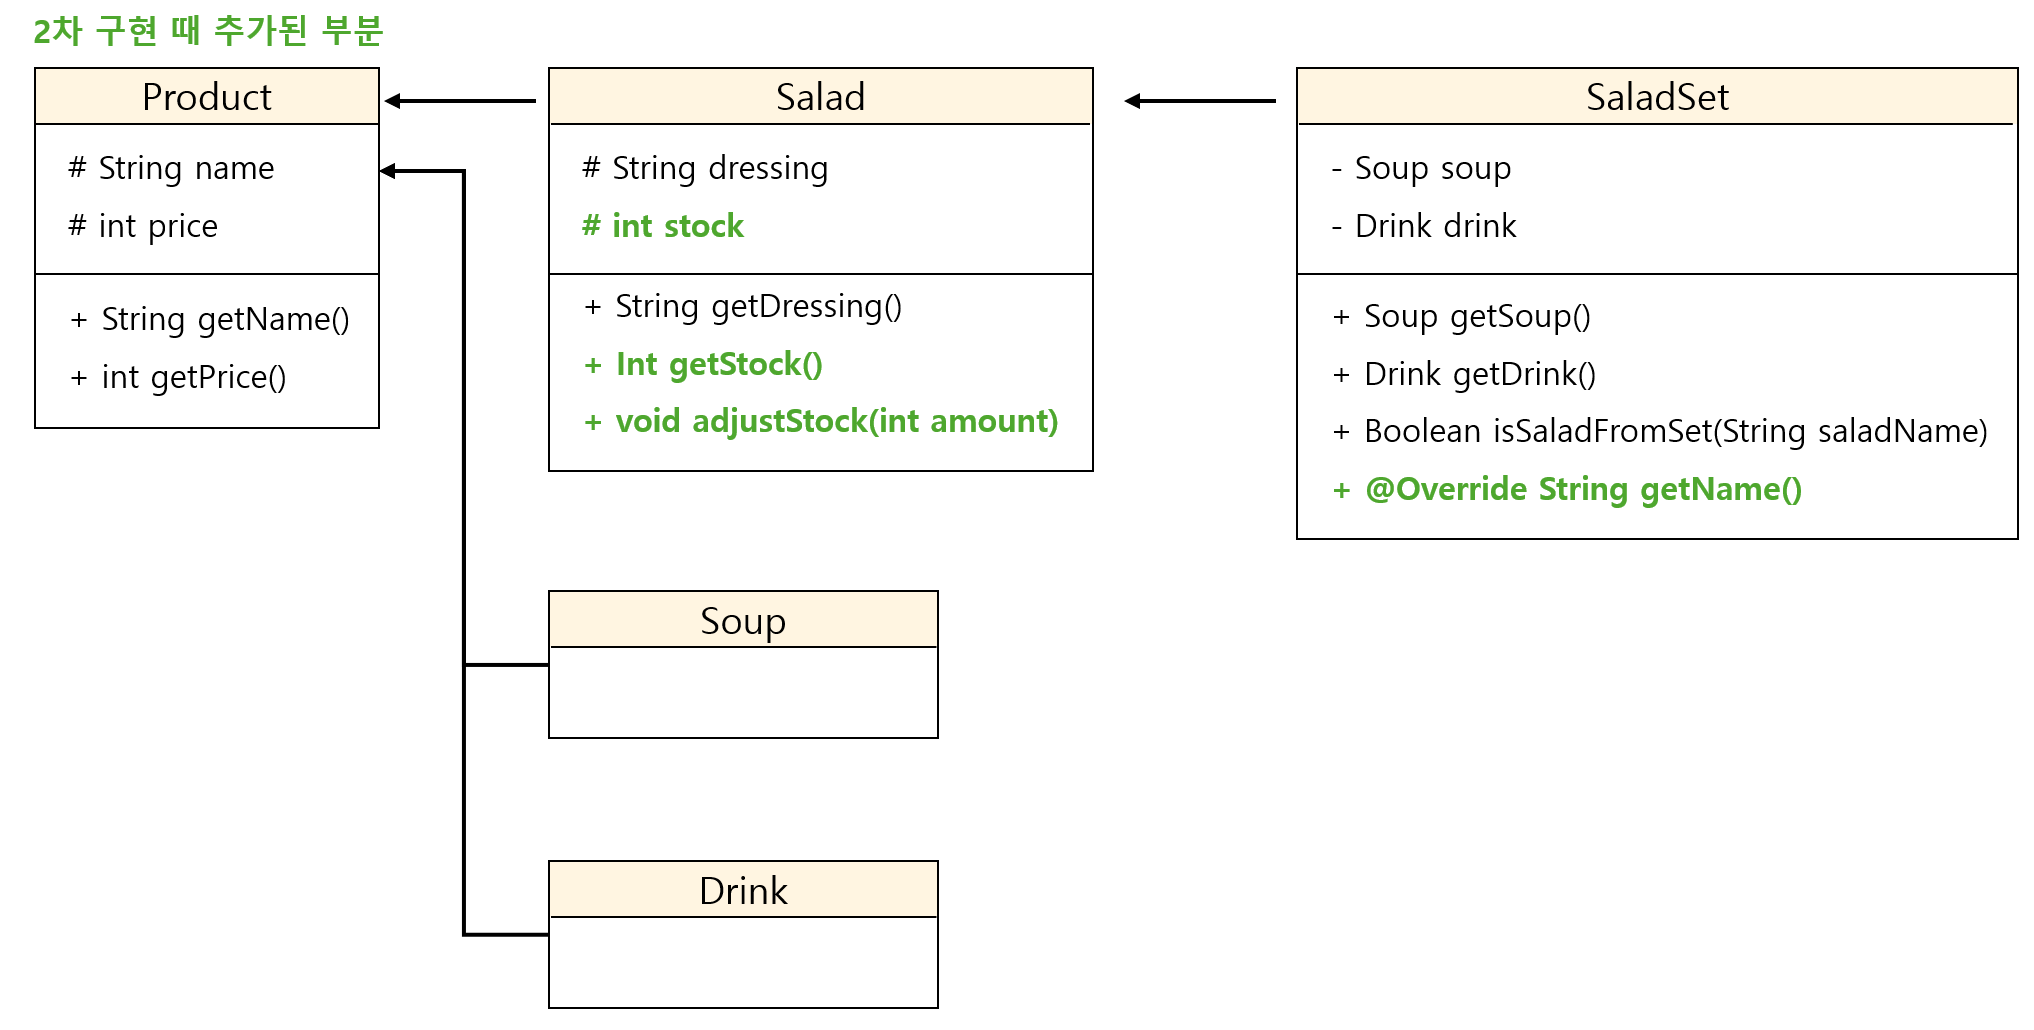 2차 구현 때 추가된 부분
Product
# String name
# int price
+ String getName()
+ int getPrice()
Salad
# String dressing
# int stock
+ String getDressing()
+ Int getStock()
+ void adjustStock(int amount)
SaladSet
- Soup soup
- Drink drink
+ Soup getSoup()
+ Drink getDrink()
+ Boolean isSaladFromSet(String saladName)
+ @Override String getName()
Soup
Drink